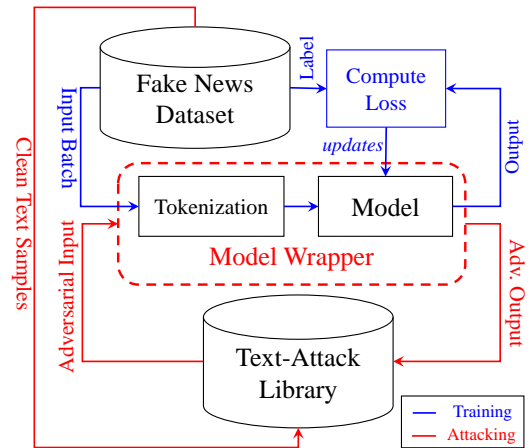 Fake News
Dataset
Label
Compute
Loss
updates
Input Batch
Output
Clean Text Samples
Tokenization
Model
Model Wrapper
Adversarial Input
Adv. Output
Text-Attack
Library
Training
Attacking